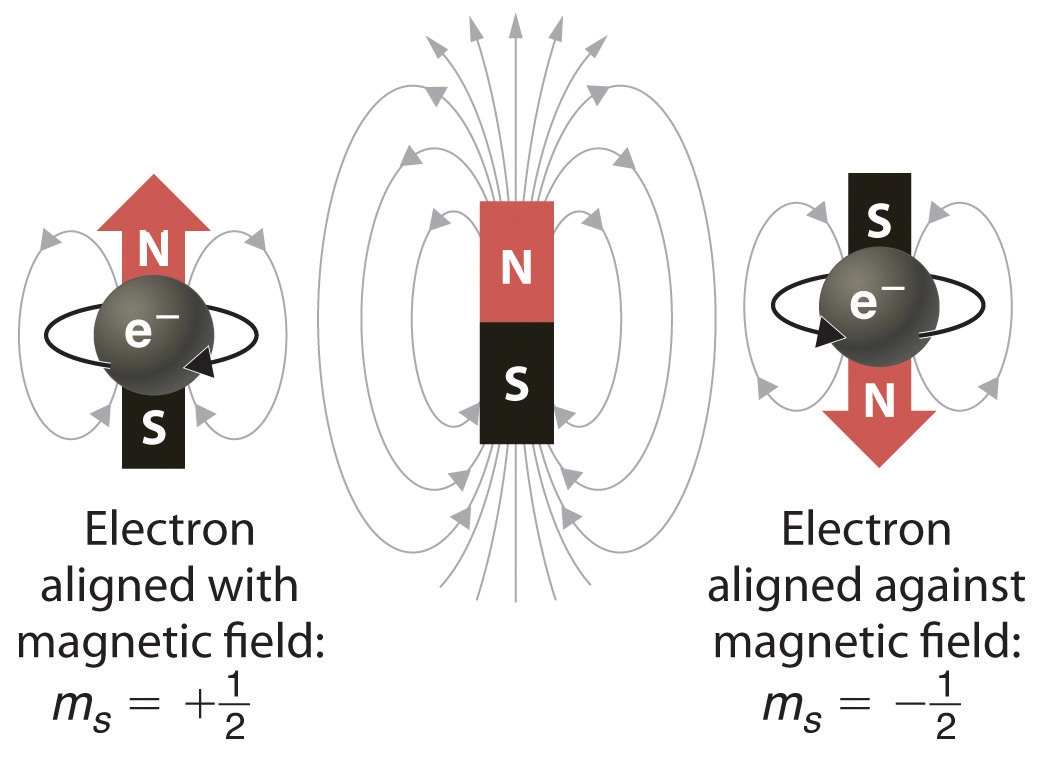 N
e⁻
S
Electron
aligned with
magnetic field:
mₛ = +1/2
N
S
S
e⁻
N
Electron
aligned against
magnetic field:
mₛ = −1/2